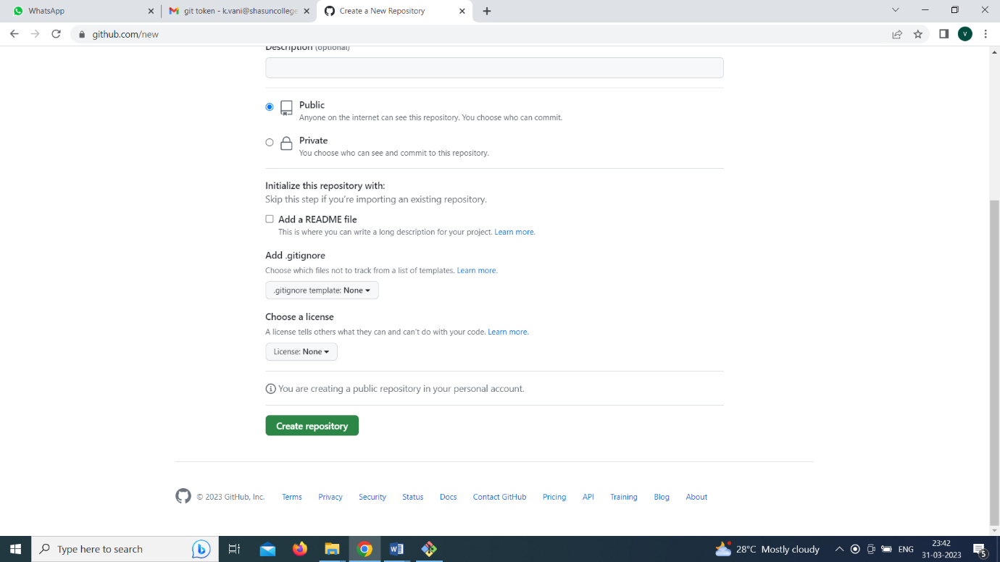 WhatsApp
git token - k.vani@shasuncollege
Create a New Repository
github.com/new
V
Description (optional)
Public
Anyone on the internet can see this repository. You choose who can commit.
Private
You choose who can see and commit to this repository.
Initialize this repository with:
Skip this step if you're importing an existing repository.
Add a README file
This is where you can write a long description for your project. Learn more.
Add .gitignore
Choose which files not to track from a list of templates. Learn more.
.gitignore template: None
Choose a license
A license tells others what they can and can't do with your code. Learn more.
License: None
You are creating a public repository in your personal account.
Create repository
© 2023 GitHub, Inc. Terms Privacy Security Status Docs Contact GitHub Pricing API Training Blog About
Type here to search
28°C Mostly cloudy
ENG
23:42
31-03-2023
5